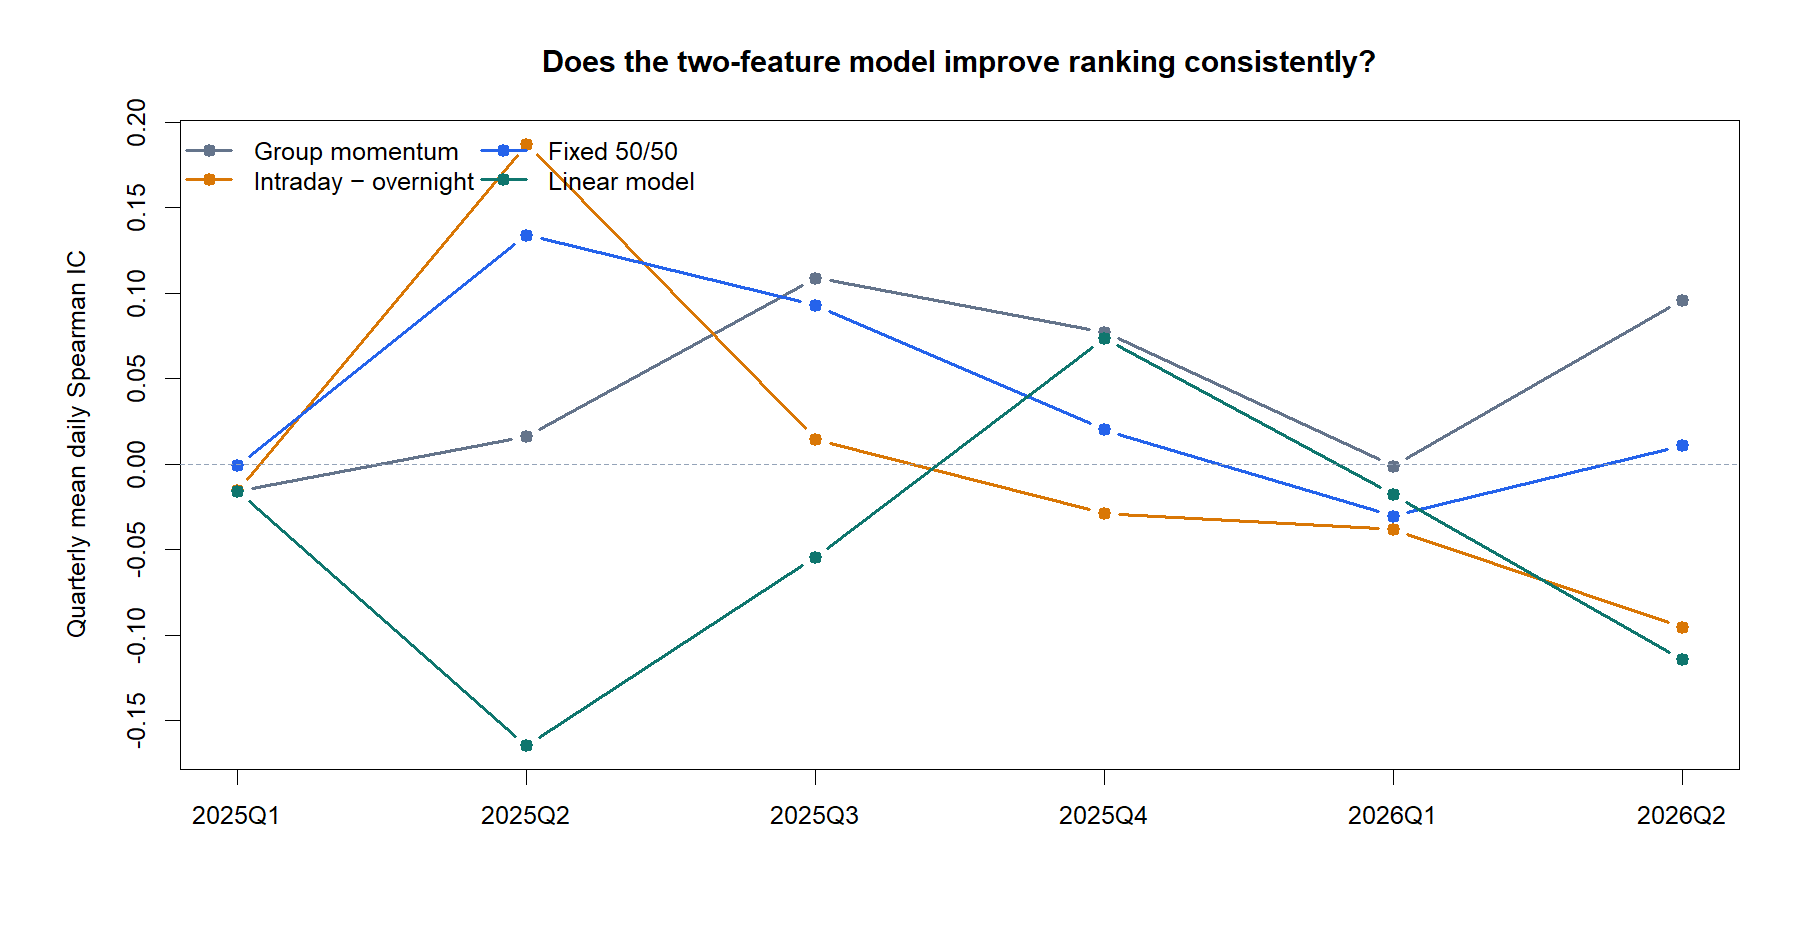 Does the two-feature model improve ranking consistently?
Group momentum
Fixed 50/50
Intraday − overnight
Linear model
Quarterly mean daily Spearman IC
0.20
0.15
0.10
0.05
0.00
-0.05
-0.10
-0.15
2025Q1 2025Q2 2025Q3 2025Q4 2026Q1 2026Q2